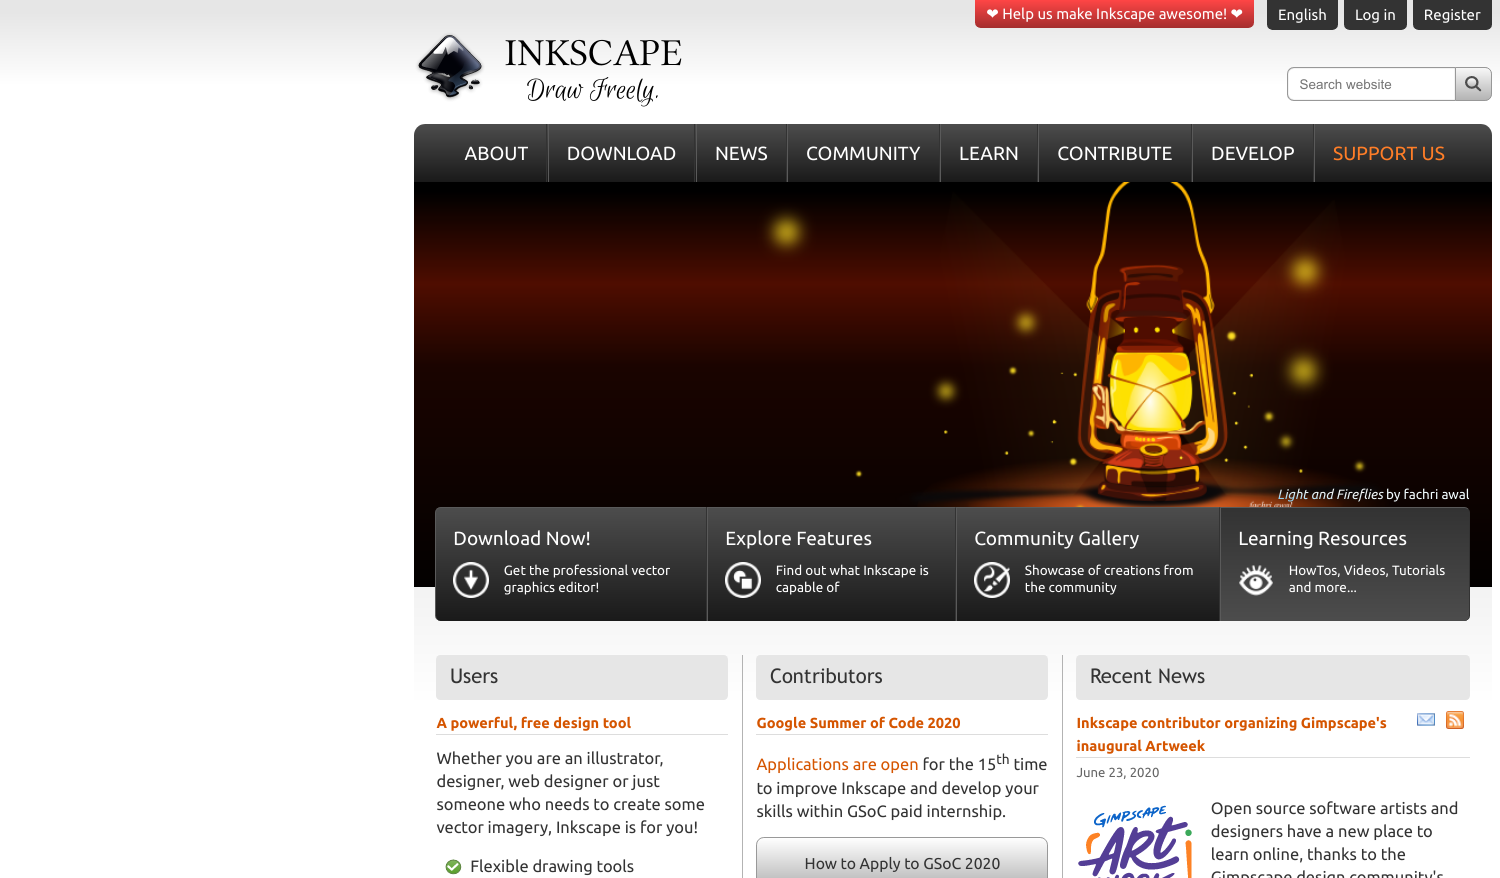 ❤ Help us make Inkscape awesome! ❤
English
Log in
Register
INKSCAPE
Draw Freely.
Search website
ABOUT
DOWNLOAD
NEWS
COMMUNITY
LEARN
CONTRIBUTE
DEVELOP
SUPPORT US
Light and Fireflies by fachri awal
fachri awal
Download Now!
Get the professional vector
graphics editor!
Explore Features
Find out what Inkscape is
capable of
Community Gallery
Showcase of creations from
the community
Learning Resources
HowTos, Videos, Tutorials
and more...
Users
A powerful, free design tool
Whether you are an illustrator,
designer, web designer or just
someone who needs to create some
vector imagery, Inkscape is for you!
Flexible drawing tools
Contributors
Google Summer of Code 2020
Applications are open for the 15th time
to improve Inkscape and develop your
skills within GSoC paid internship.
How to Apply to GSoC 2020
Recent News
Inkscape contributor organizing Gimpscape's
inaugural Artweek
June 23, 2020
GIMPSCAPE
ART
Open source software artists and
designers have a new place to
learn online, thanks to the
Gimpscape design community's